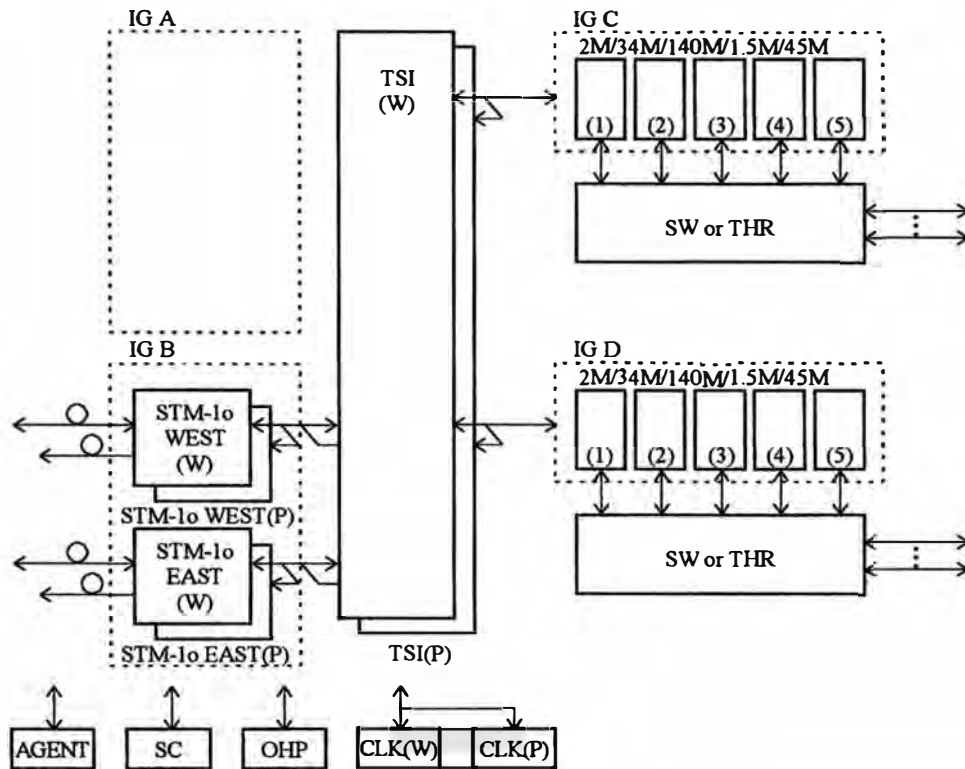 IG A
TSI
(W)
IG C
2M/34M/140M/1.5M/45M
(1) (2) (3) (4) (5)
SW or THR
IG B
STM-1o
WEST
(W)
STM-1o WEST(P)
STM-1o
EAST
(W)
STM-1o EAST(P)
TSI(P)
IG D
2M/34M/140M/1.5M/45M
(1) (2) (3) (4) (5)
SW or THR
AGENT
SC
OHP
CLK(W)
CLK(P)